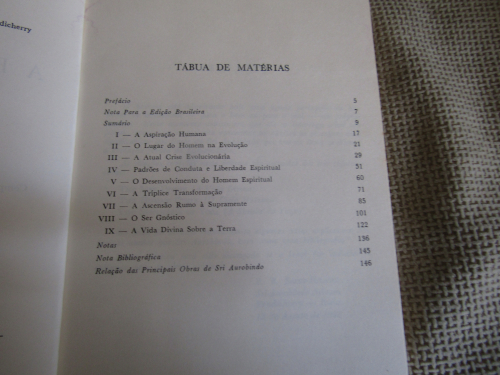 dicherry
TÁBUA DE MATÉRIAS
Prefácio 5
Nota Para a Edição Brasileira 7
Sumário 9
I — A Aspiração Humana 17
II — O Lugar do Homem na Evolução 21
III — A Atual Crise Evolucionária 29
IV — Padrões de Conduta e Liberdade Espiritual 51
V — O Desenvolvimento do Homem Espiritual 60
VI — A Tríplice Transformação 71
VII — A Ascensão Rumo à Supramente 85
VIII — O Ser Gnóstico 101
IX — A Vida Divina Sobre a Terra 122
Notas 136
Nota Bibliográfica 145
Relação das Principais Obras de Sri Aurobindo 146